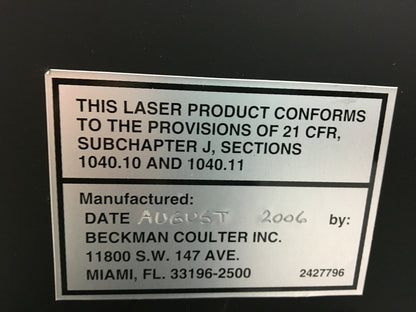 THIS LASER PRODUCT CONFORMS
TO THE PROVISIONS OF 21 CFR,
SUBCHAPTER J, SECTIONS
1040.10 AND 1040.11
Manufactured:
DATE AUGUST 2006 by:
BECKMAN COULTER INC.
11800 S.W. 147 AVE.
MIAMI, FL. 33196-2500 2427796